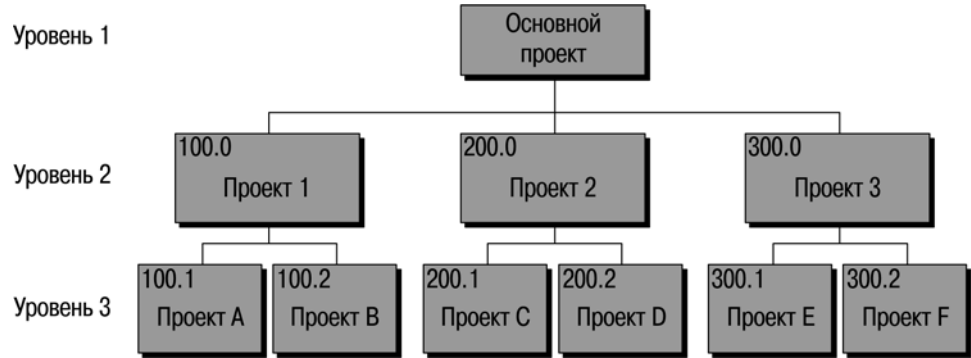 Уровень 1
Основной
проект
Уровень 2
100.0
Проект 1
200.0
Проект 2
300.0
Проект 3
Уровень 3
100.1
Проект A
100.2
Проект B
200.1
Проект C
200.2
Проект D
300.1
Проект E
300.2
Проект F